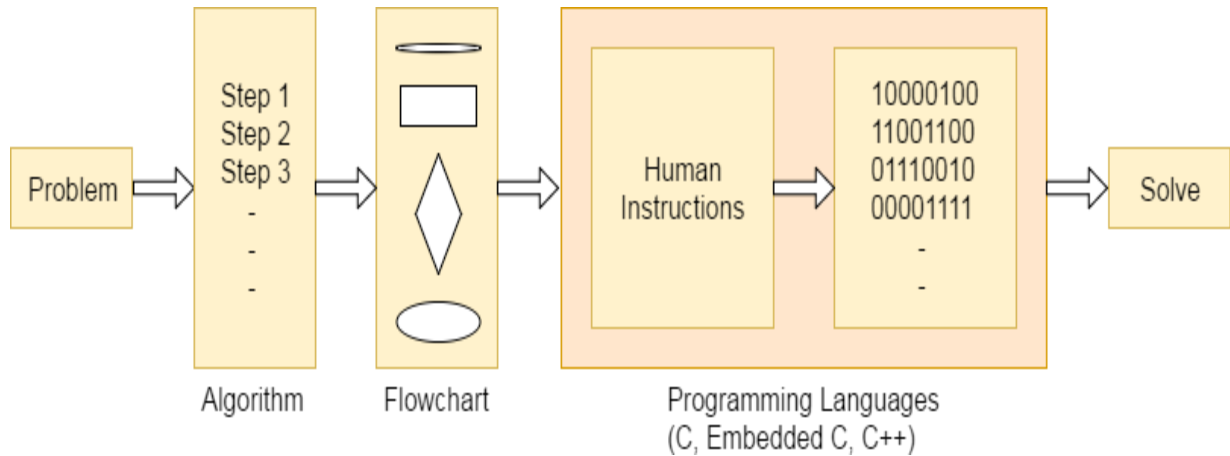 Problem
Step 1
Step 2
Step 3
-
-
-
Algorithm
Flowchart
Human
Instructions
10000100
11001100
01110010
00001111
-
-
Programming Languages
(C, Embedded C, C++)
Solve